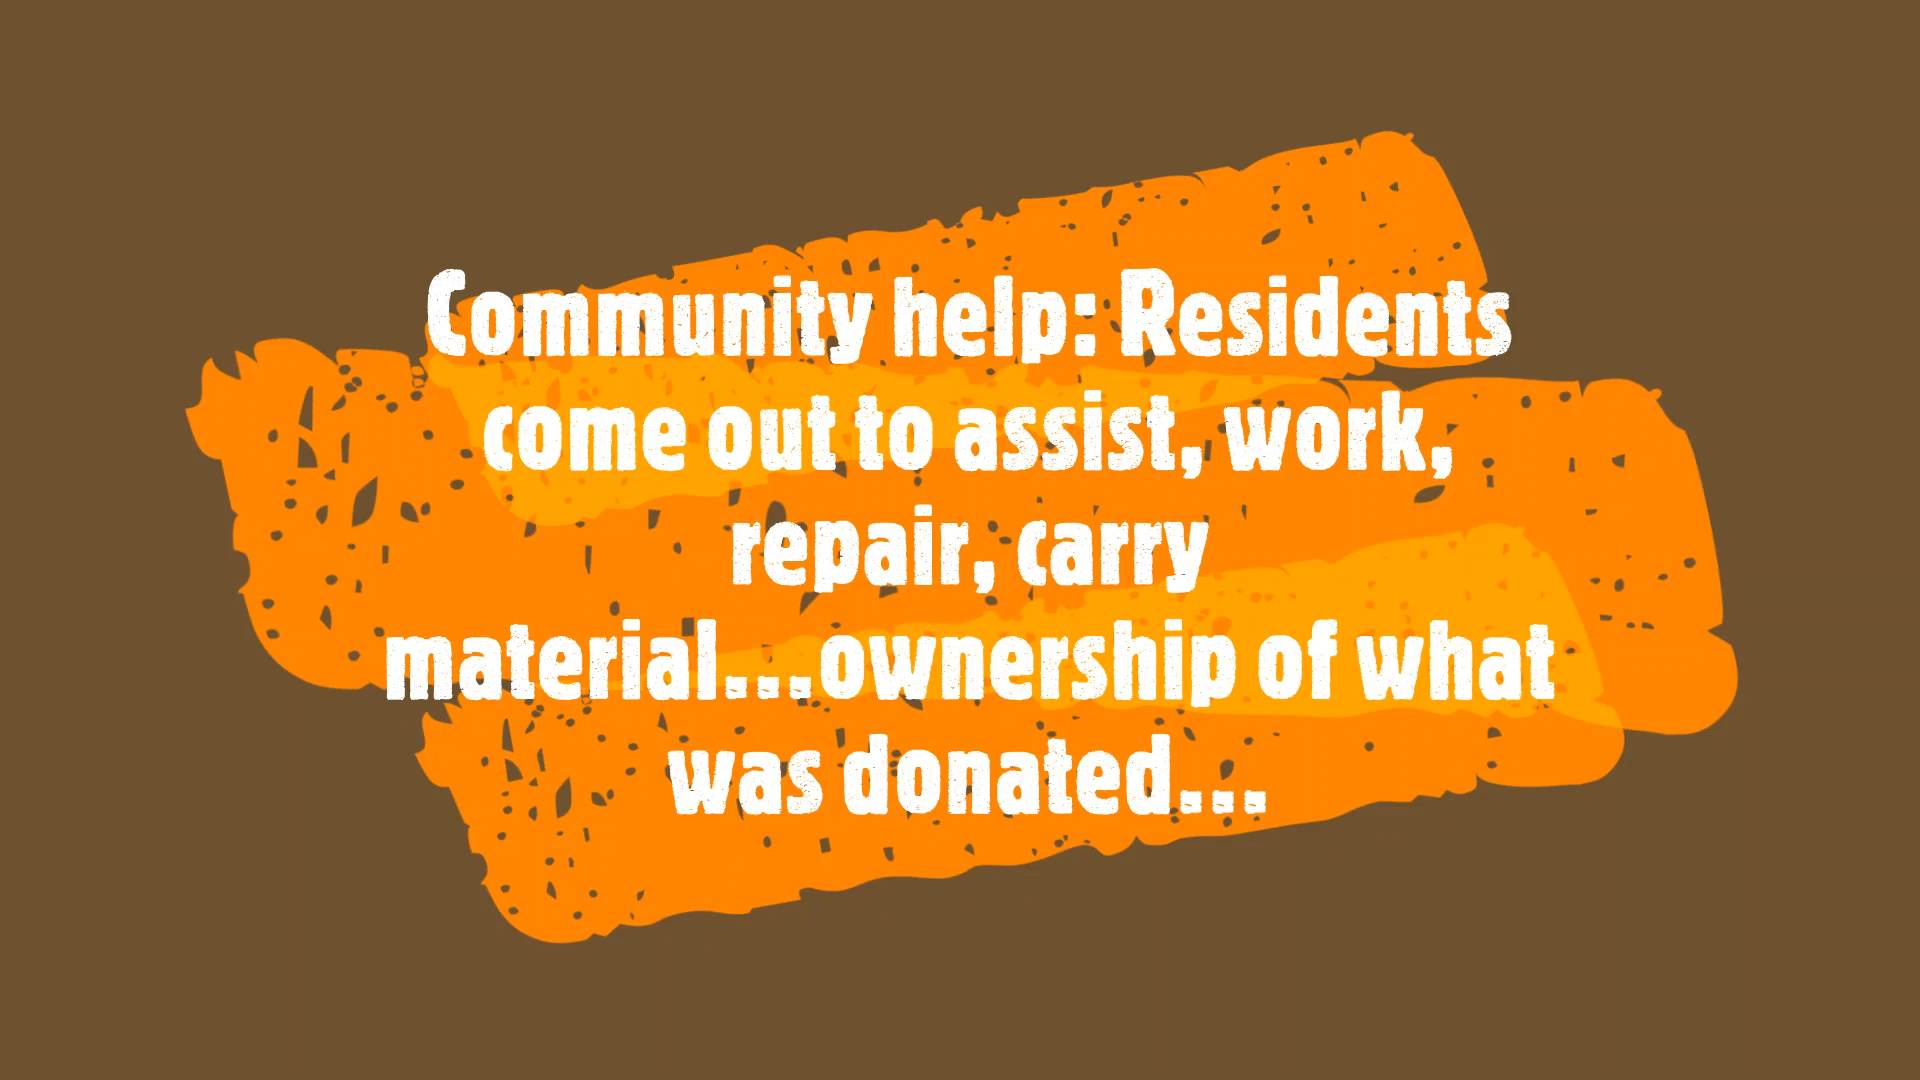 Community help: Residents
come out to assist, work,
repair, carry
material...ownership of what
was donated...